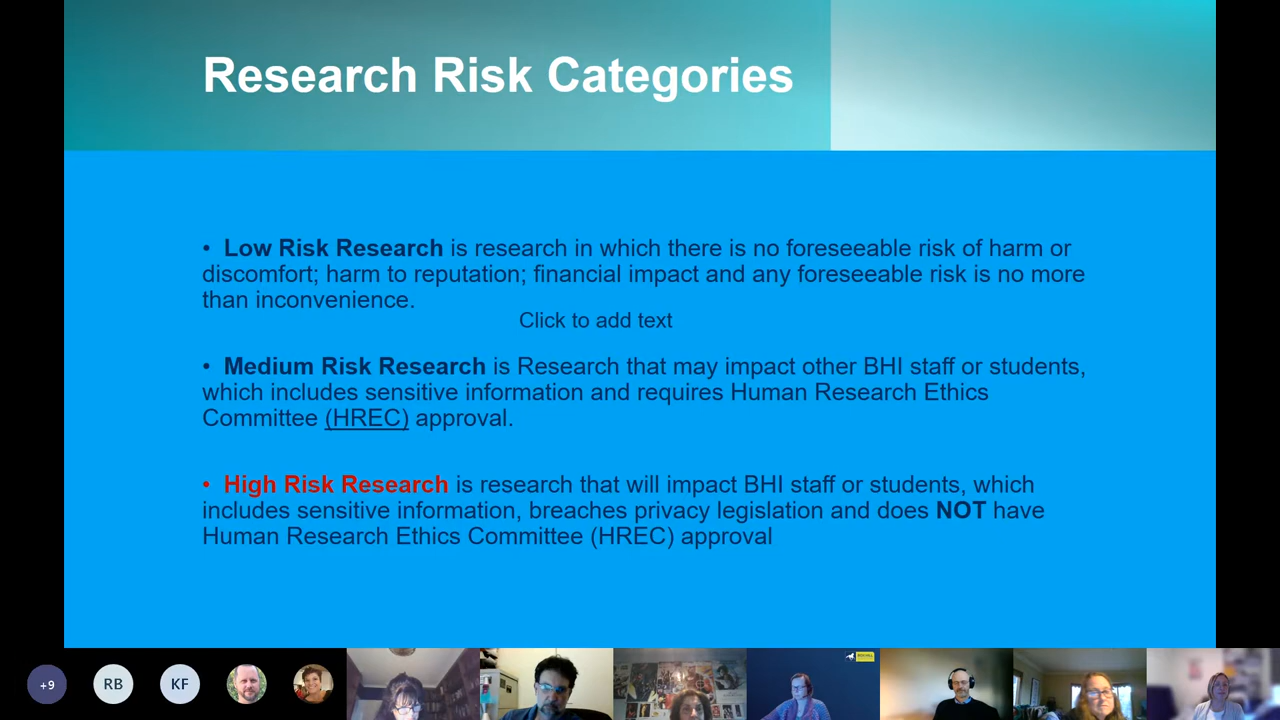 Research Risk Categories
• Low Risk Research is research in which there is no foreseeable risk of harm or
discomfort; harm to reputation; financial impact and any foreseeable risk is no more
than inconvenience.
Click to add text
• Medium Risk Research is Research that may impact other BHI staff or students,
which includes sensitive information and requires Human Research Ethics
Committee (HREC) approval.
• High Risk Research is research that will impact BHI staff or students, which
includes sensitive information, breaches privacy legislation and does NOT have
Human Research Ethics Committee (HREC) approval
+9
RB
KF